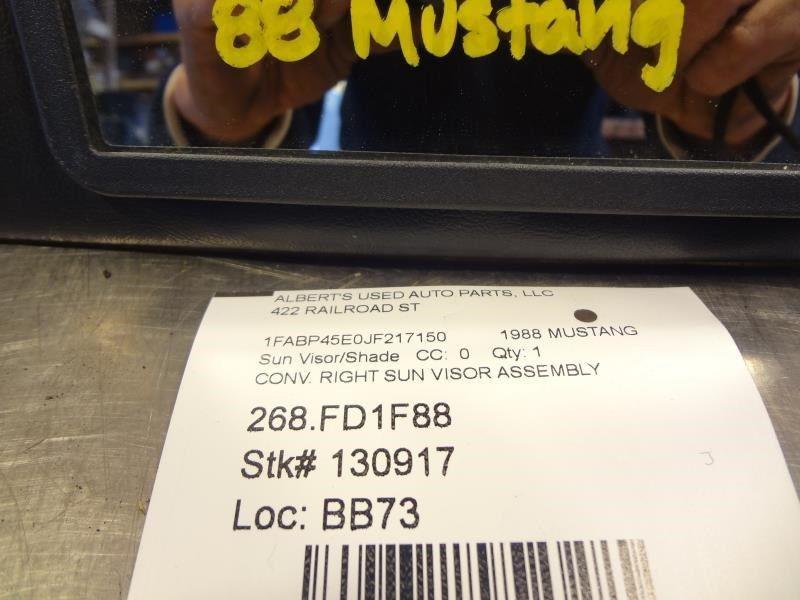 88 Mustang
ALBERT'S USED AUTO PARTS, LLC
422 RAILROAD ST
1FABP45E0JF217150 1988 MUSTANG
Sun Visor/Shade CC: 0 Qty: 1
CONV. RIGHT SUN VISOR ASSEMBLY
268.FD1F88
Stk# 130917
Loc: BB73